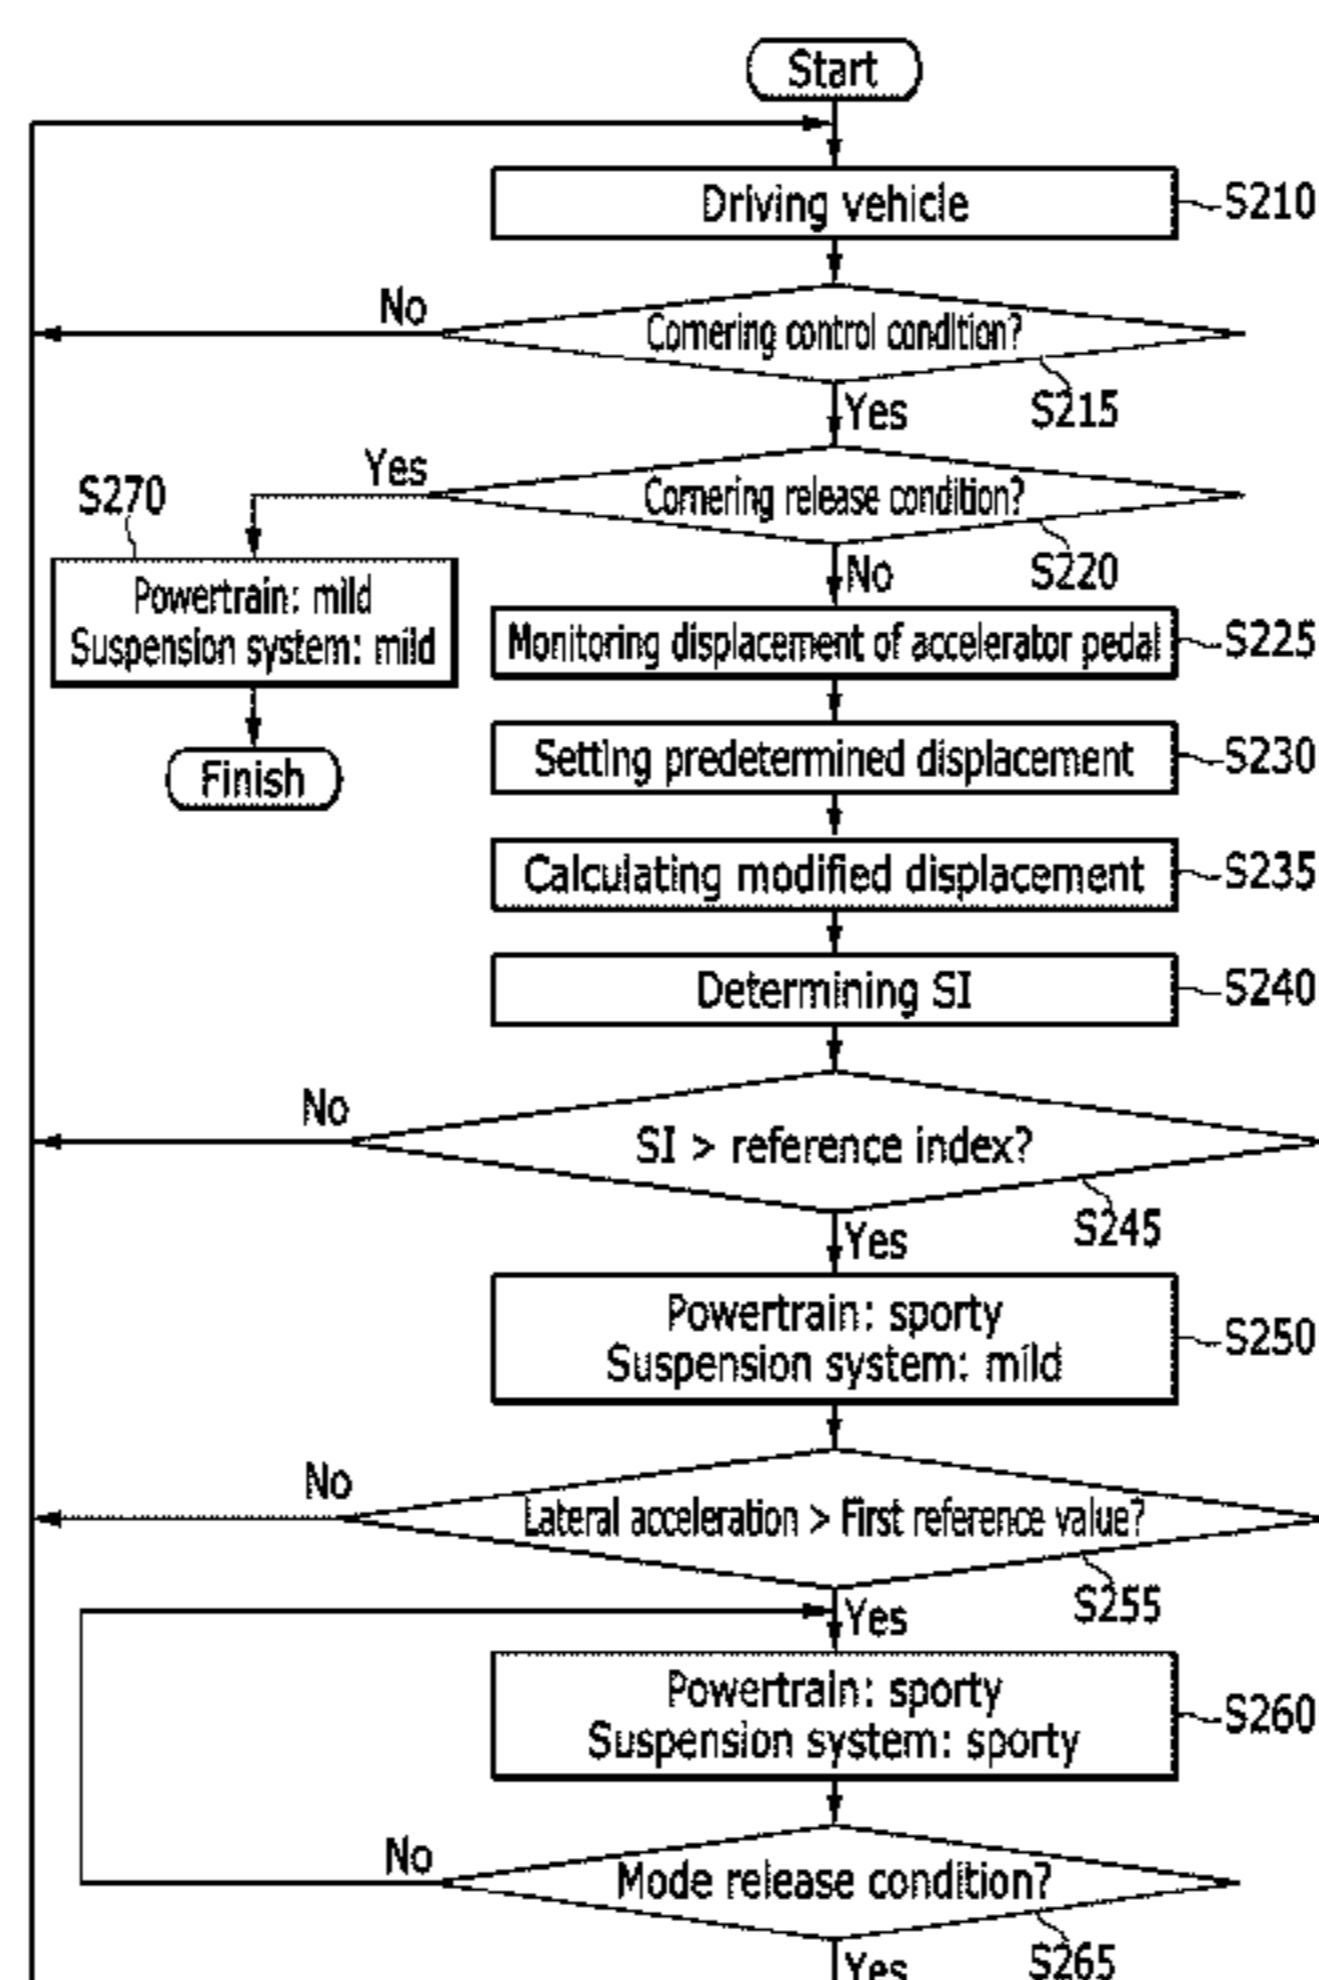 Start
Driving vehicle
S210
No
Cornering control condition?
S215
Yes
Yes
Cornering release condition?
S220
S270
Powertrain: mild
Suspension system: mild
Finish
No
Monitoring displacement of accelerator pedal
S225
Setting predetermined displacement
S230
Calculating modified displacement
S235
Determining SI
S240
No
SI > reference index?
S245
Yes
Powertrain: sporty
Suspension system: mild
S250
No
Lateral acceleration > First reference value?
S255
Yes
Powertrain: sporty
Suspension system: sporty
S260
No
Mode release condition?
S265
Yes